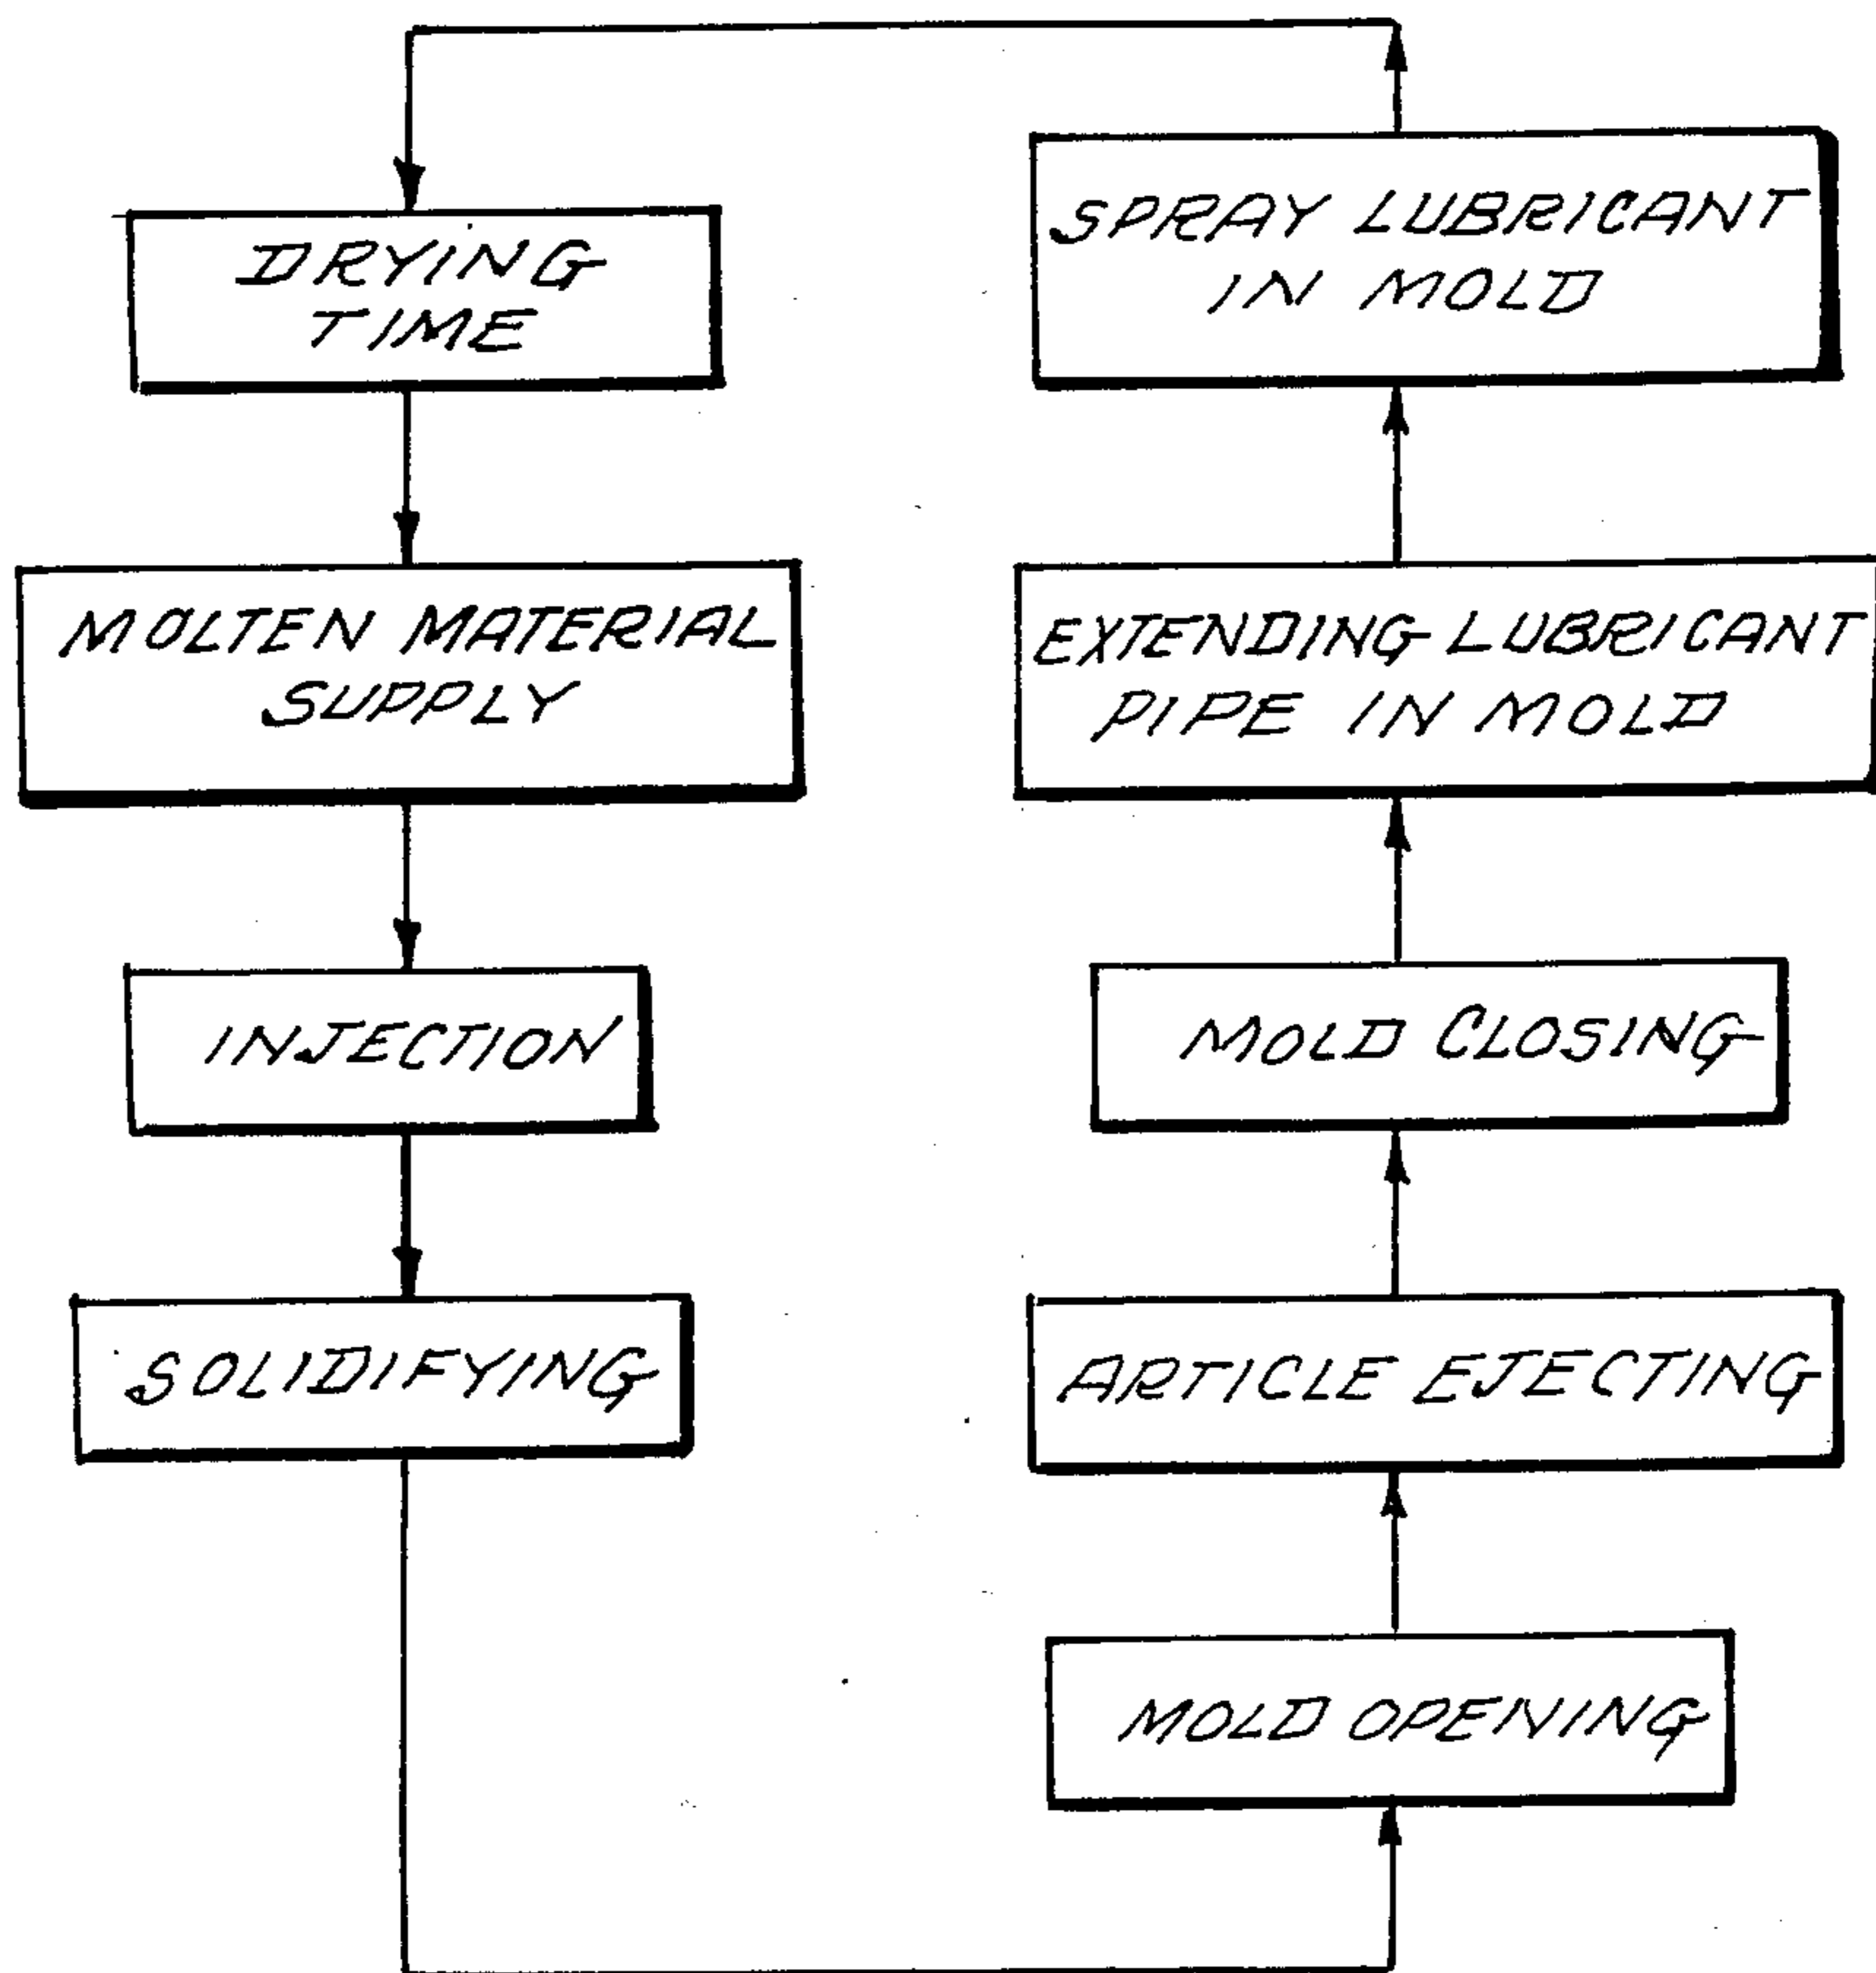 DRYING
TIME
MOLTEN MATERIAL
SUPPLY
INJECTION
SOLIDIFYING
SPRAY LUBRICANT
IN MOLD
EXTENDING LUBRICANT
PIPE IN MOLD
MOLD CLOSING
ARTICLE EJECTING
MOLD OPENING